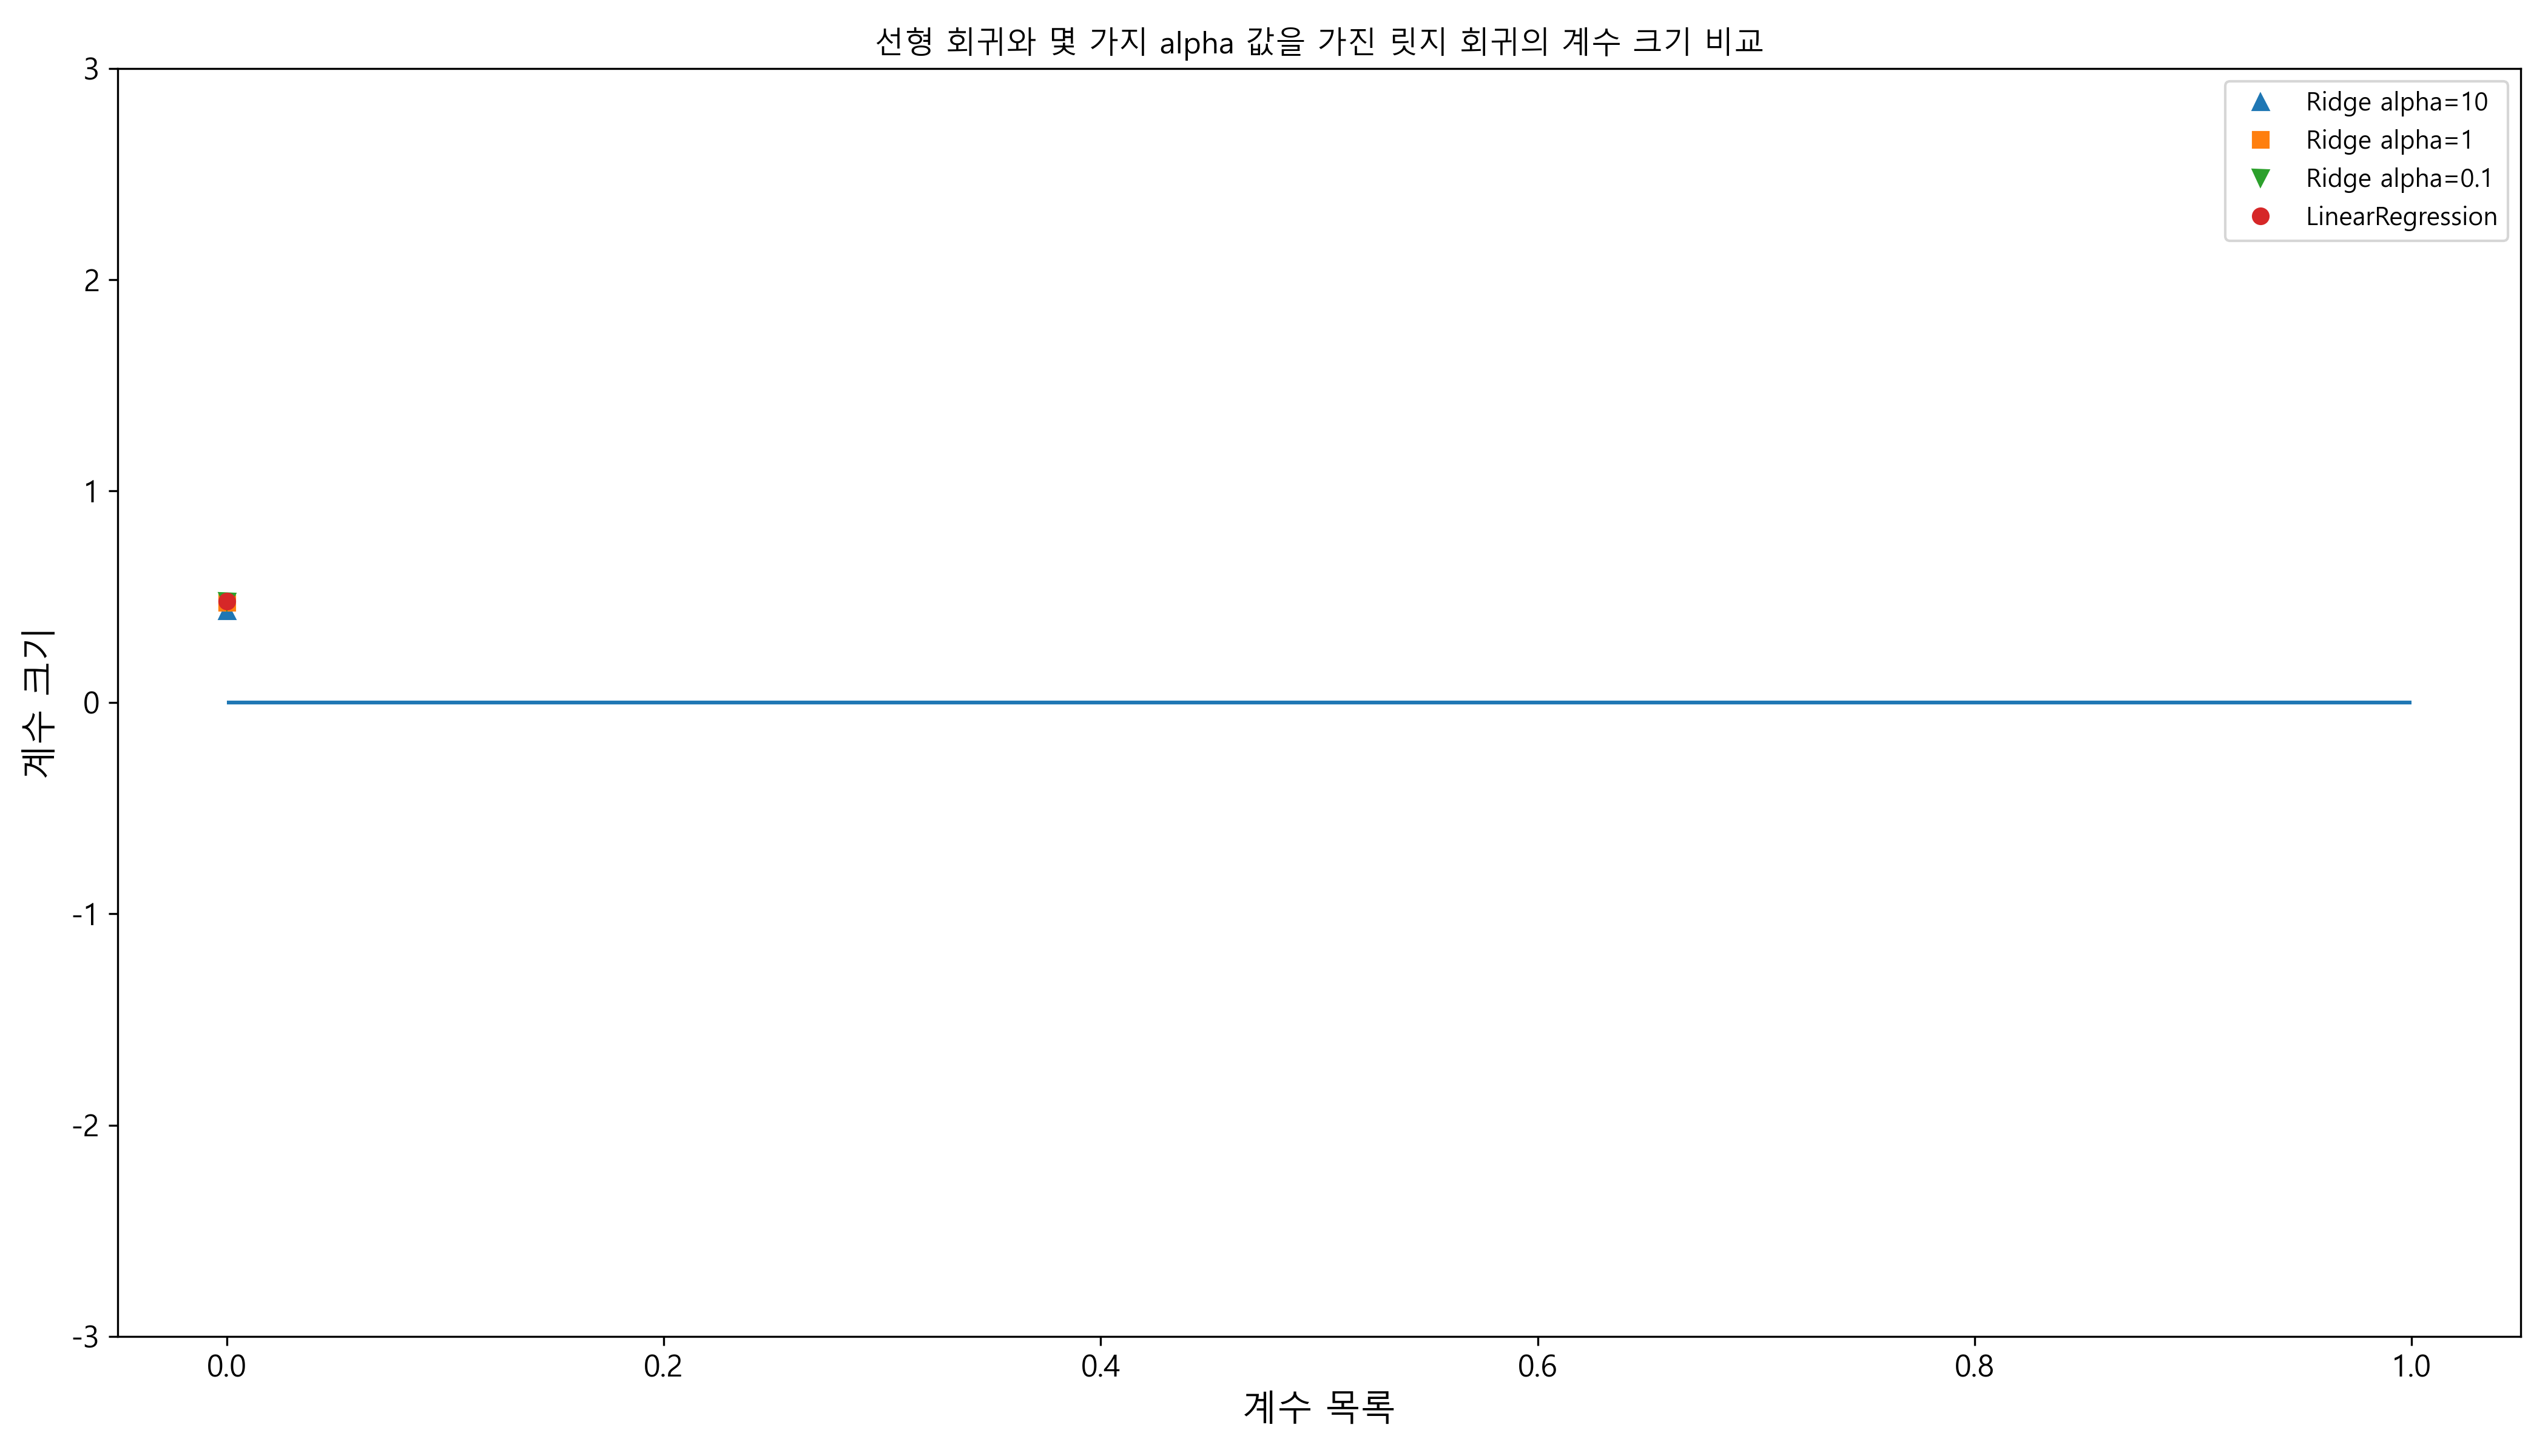 선형 회귀와 몇 가지 alpha 값을 가진 릿지 회귀의 계수 크기 비교
3
2
1
0
-1
-2
-3
계수 크기
Ridge alpha=10
Ridge alpha=1
Ridge alpha=0.1
LinearRegression
0.0 0.2 0.4 0.6 0.8 1.0
계수 목록